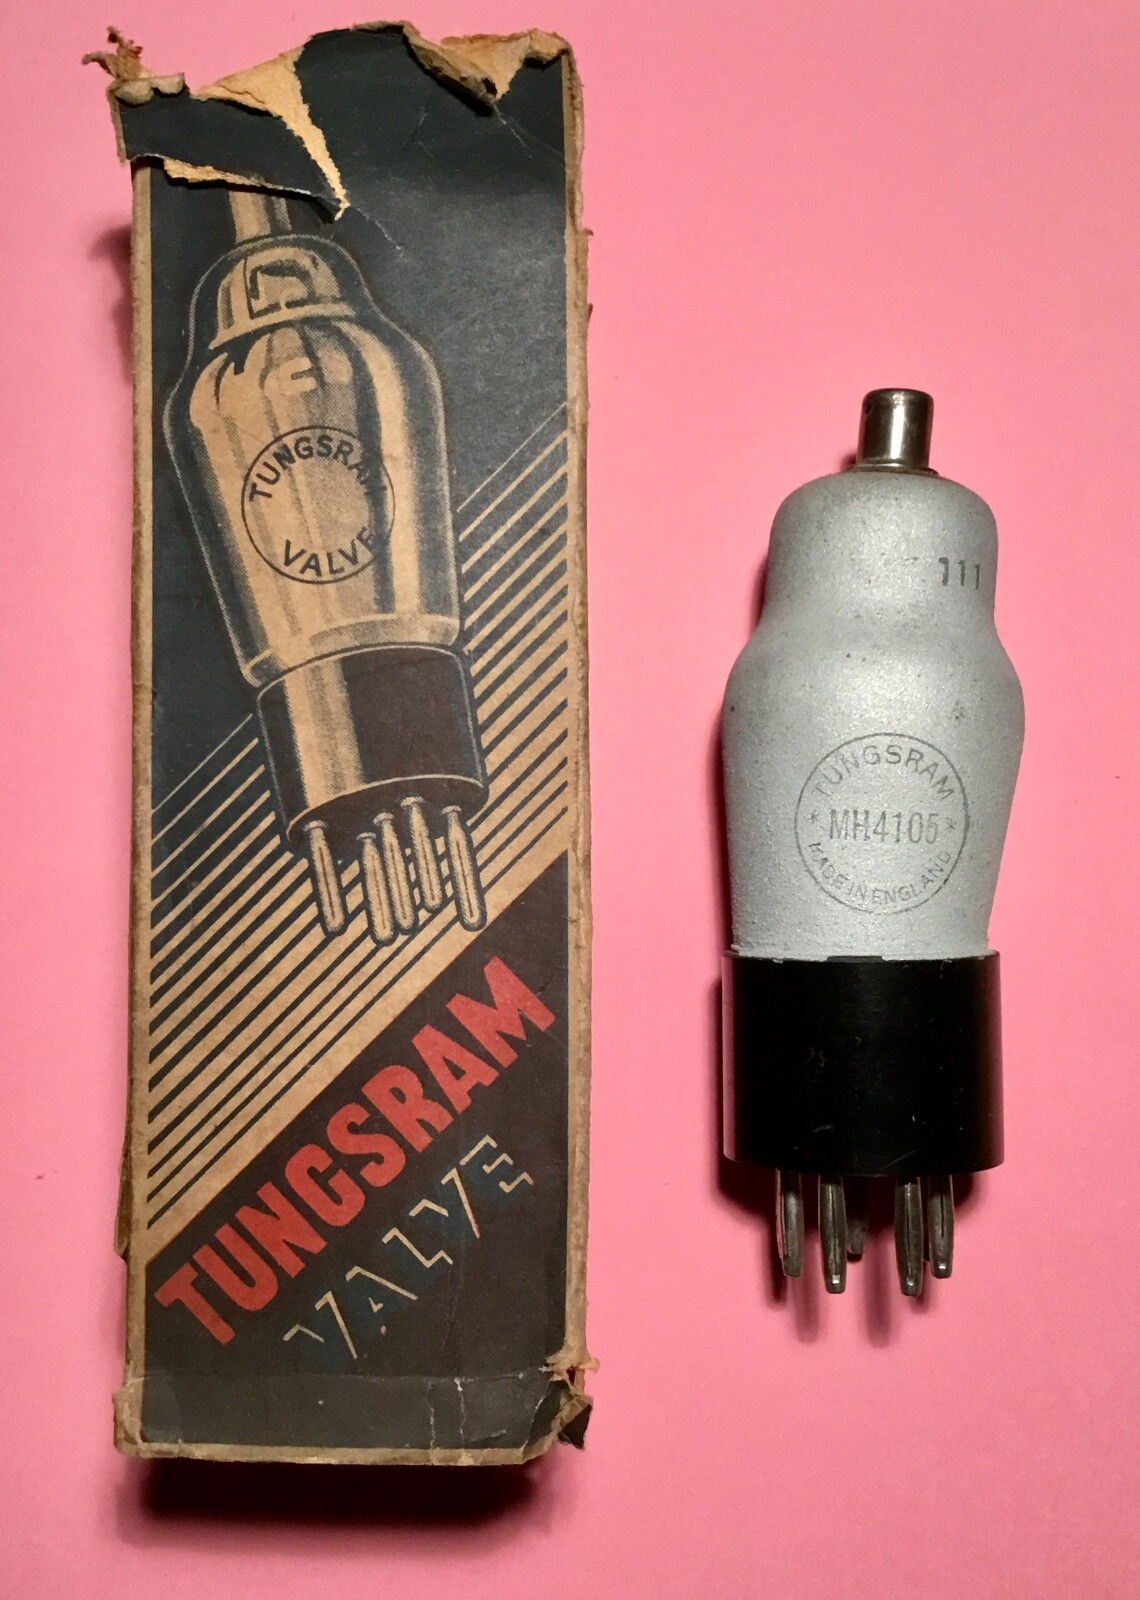 TUNGSRAM
VALVE
TUNGSRAM
VALVE
111
TUNGSRAM
* MH4105 *
MADE IN ENGLAND